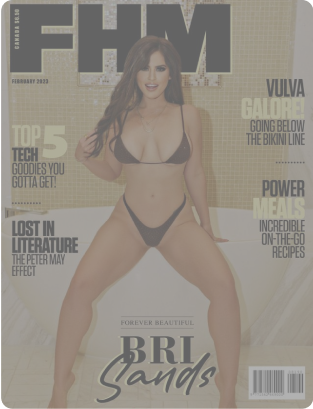 FHM
CANADA $9.99
FEBRUARY 2023
VULVA
GALORE!
GOING BELOW
THE BIKINI LINE
TOP 5
TECH
GOODIES YOU
GOTTA GET!
POWER
MEALS
INCREDIBLE
ON-THE-GO
RECIPES
LOST IN
LITERATURE
THE PETER MAY
EFFECT
FOREVER BEAUTIFUL
BRI
Sands